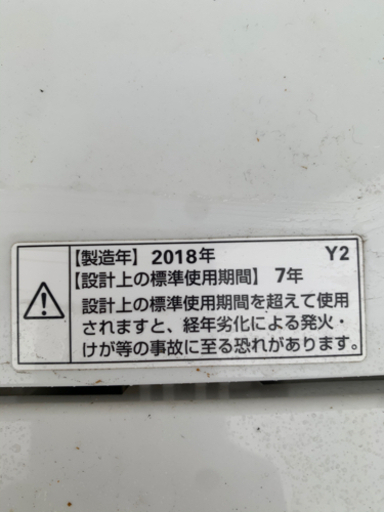 【製造年】2018年 Y2
【設計上の標準使用期間】7年
設計上の標準使用期間を超えて使用
されますと、経年劣化による発火・
けが等の事故に至る恐れがあります。